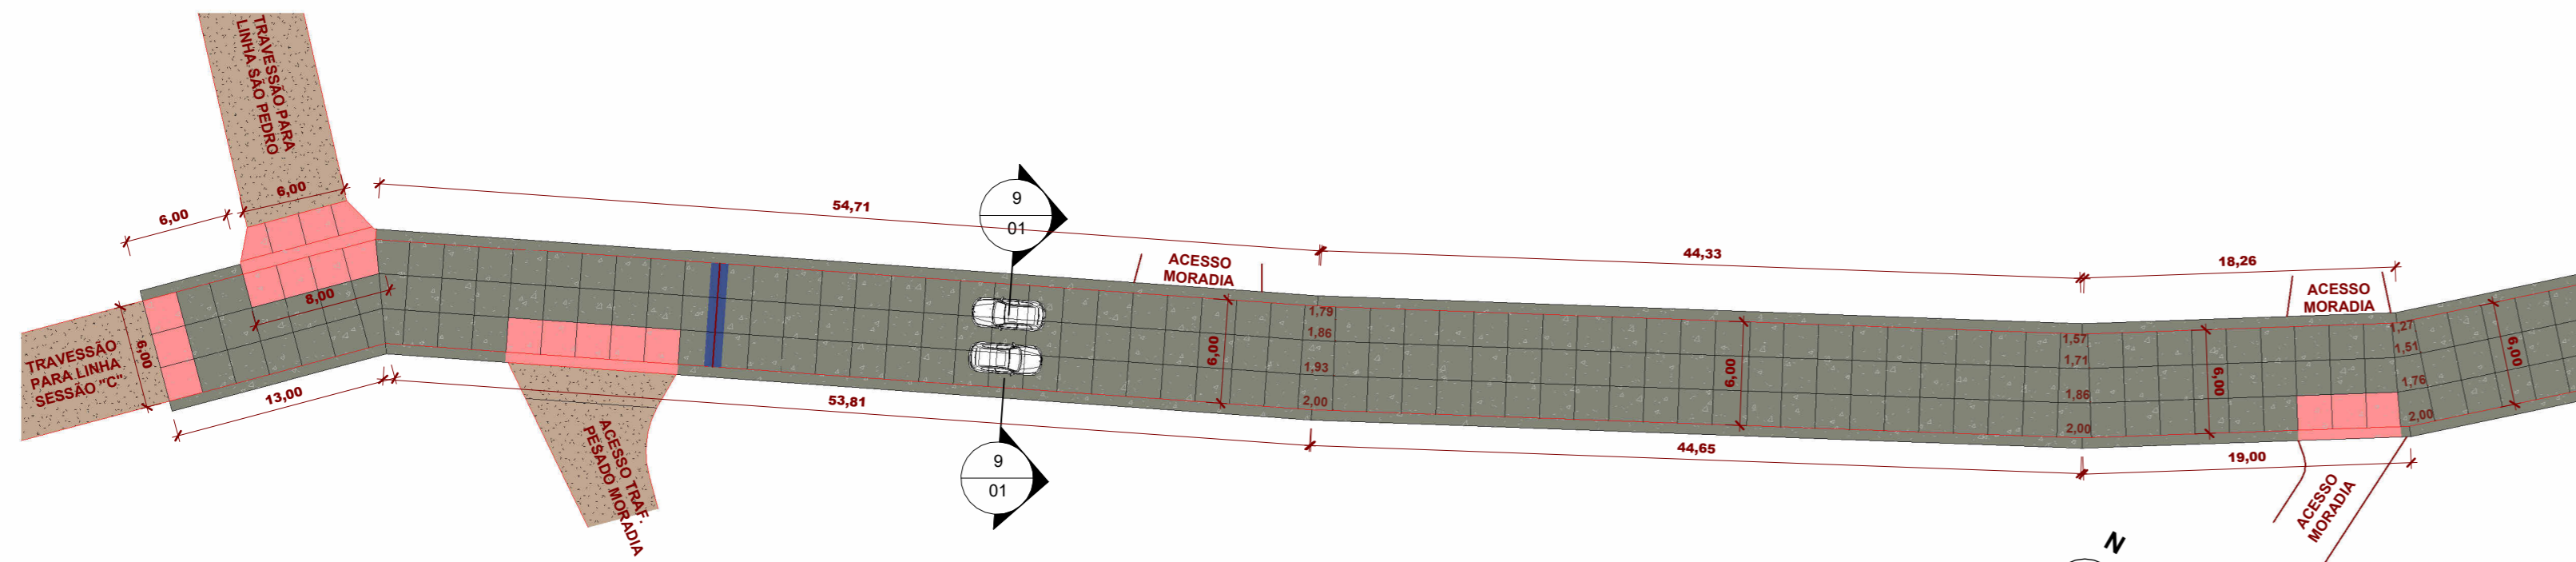 TRAVESSÃO PARA
LINHA SÃO PEDRO
6,00
6,00
8,00
TRAVESSÃO
PARA LINHA
SESSÃO "C"
6,00
13,00
54,71
9
01
53,81
ACESSO TRAF.
PESADO MORADIA
9
01
ACESSO
MORADIA
6,00
1,79
1,86
1,93
2,00
44,33
6,00
44,65
1,57
1,71
1,86
2,00
18,26
6,00
19,00
ACESSO
MORADIA
1,27
1,51
1,76
2,00
6,00
ACESSO
MORADIA
N